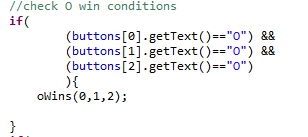 //check O win conditions
if(
(buttons[0].getText()=="O") &&
(buttons[1].getText()=="O") &&
(buttons[2].getText()=="O")
){
oWins(0,1,2);
}